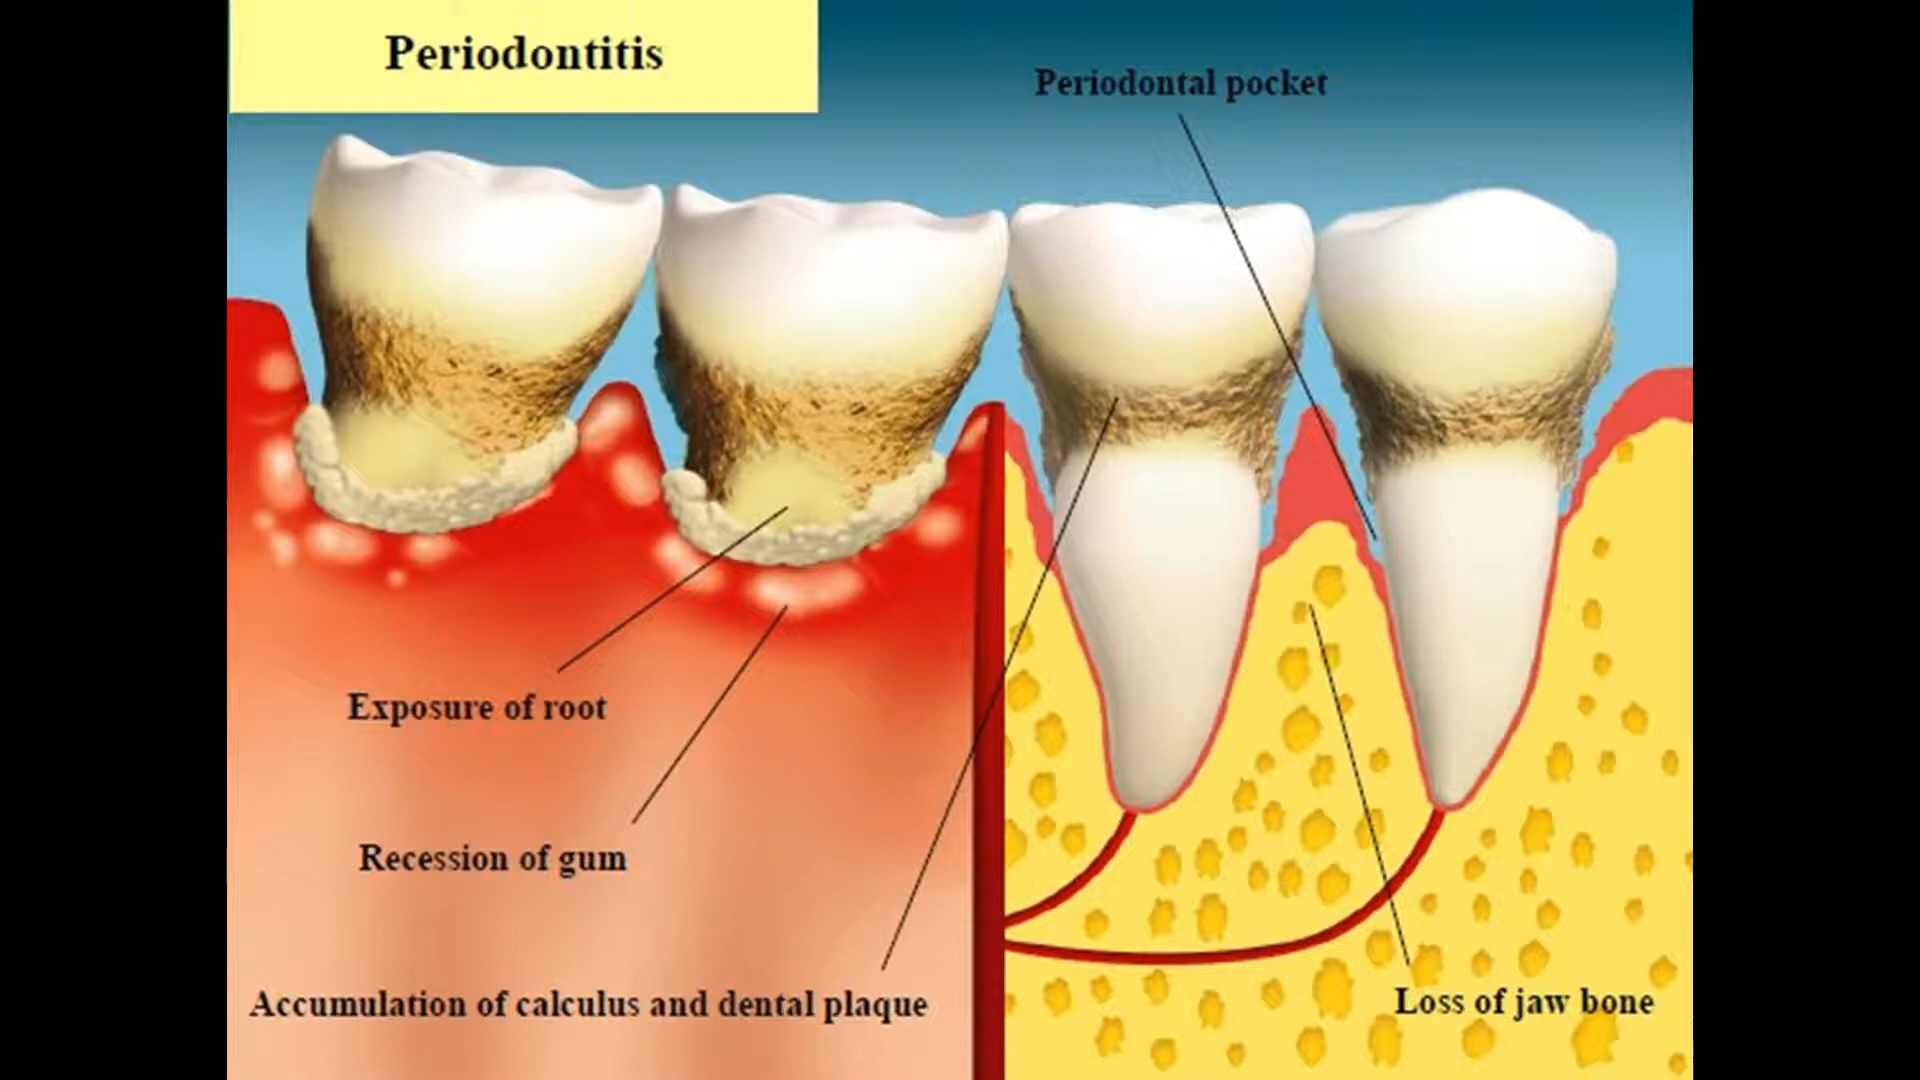 Periodontitis
Periodontal pocket
Exposure of root
Recession of gum
Accumulation of calculus and dental plaque
Loss of jaw bone